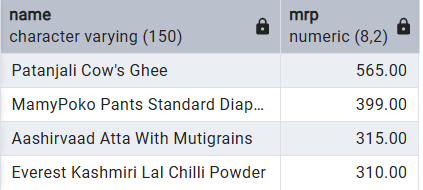 name mrp
character varying (150) numeric (8,2)
Patanjali Cow's Ghee 565.00
MamyPoko Pants Standard Diap... 399.00
Aashirvaad Atta With Mutigrains 315.00
Everest Kashmiri Lal Chilli Powder 310.00